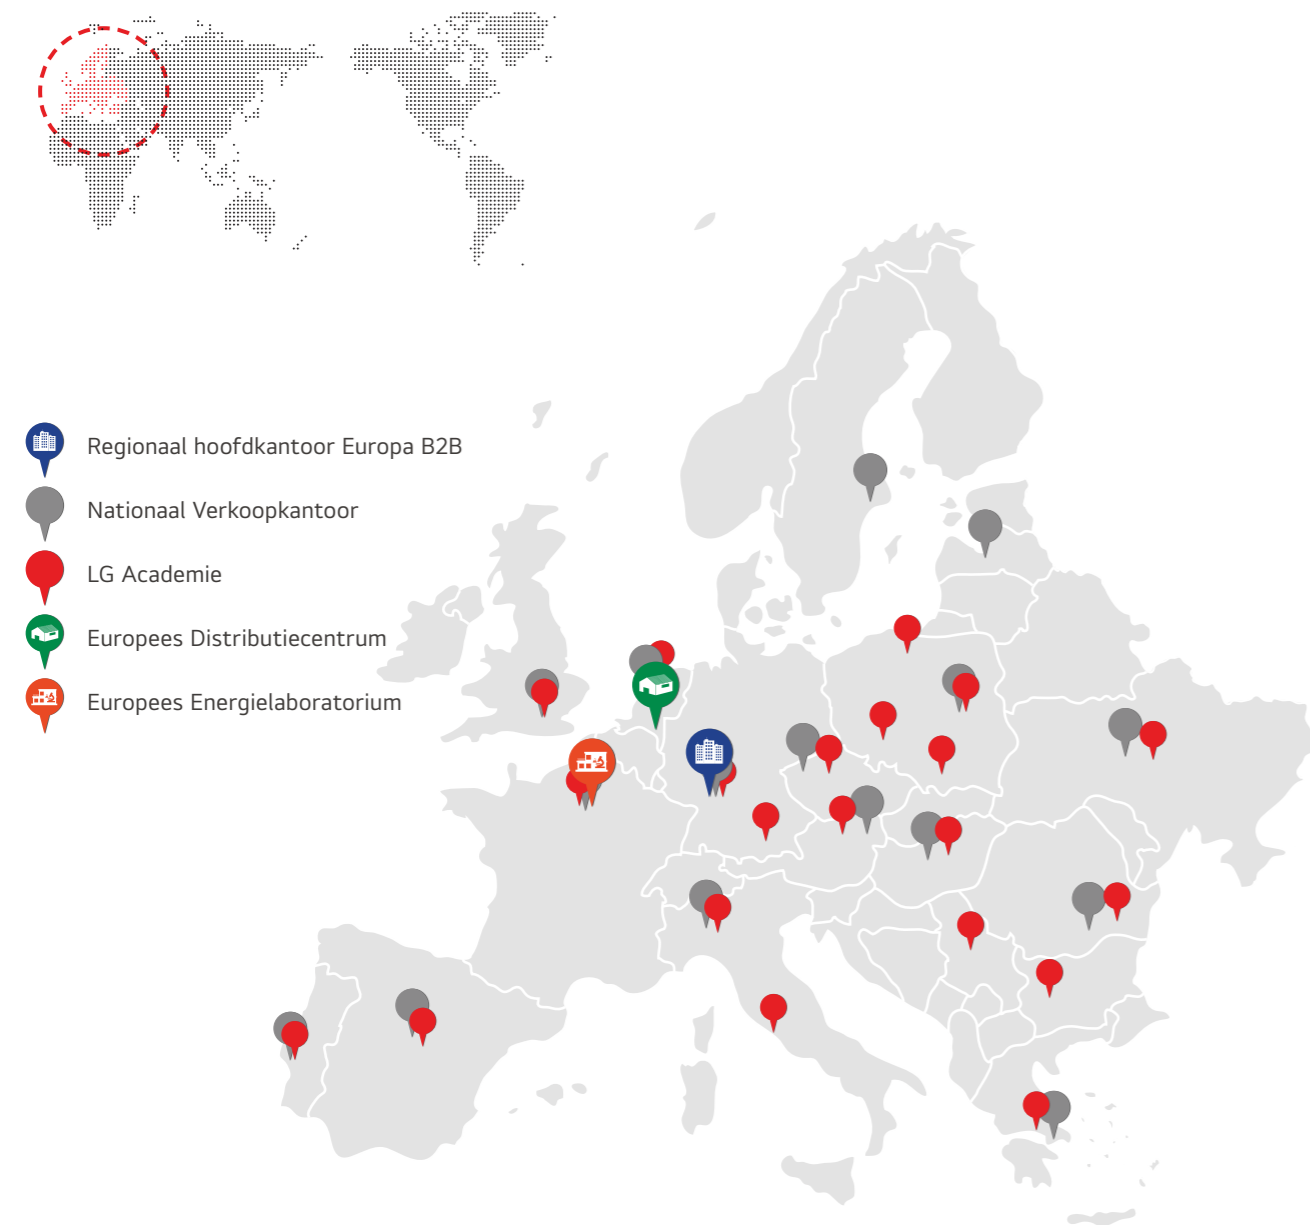 Regionaal hoofdkantoor Europa B2B
Nationaal Verkoopkantoor
LG Academie
Europees Distributiecentrum
Europees Energielaboratorium